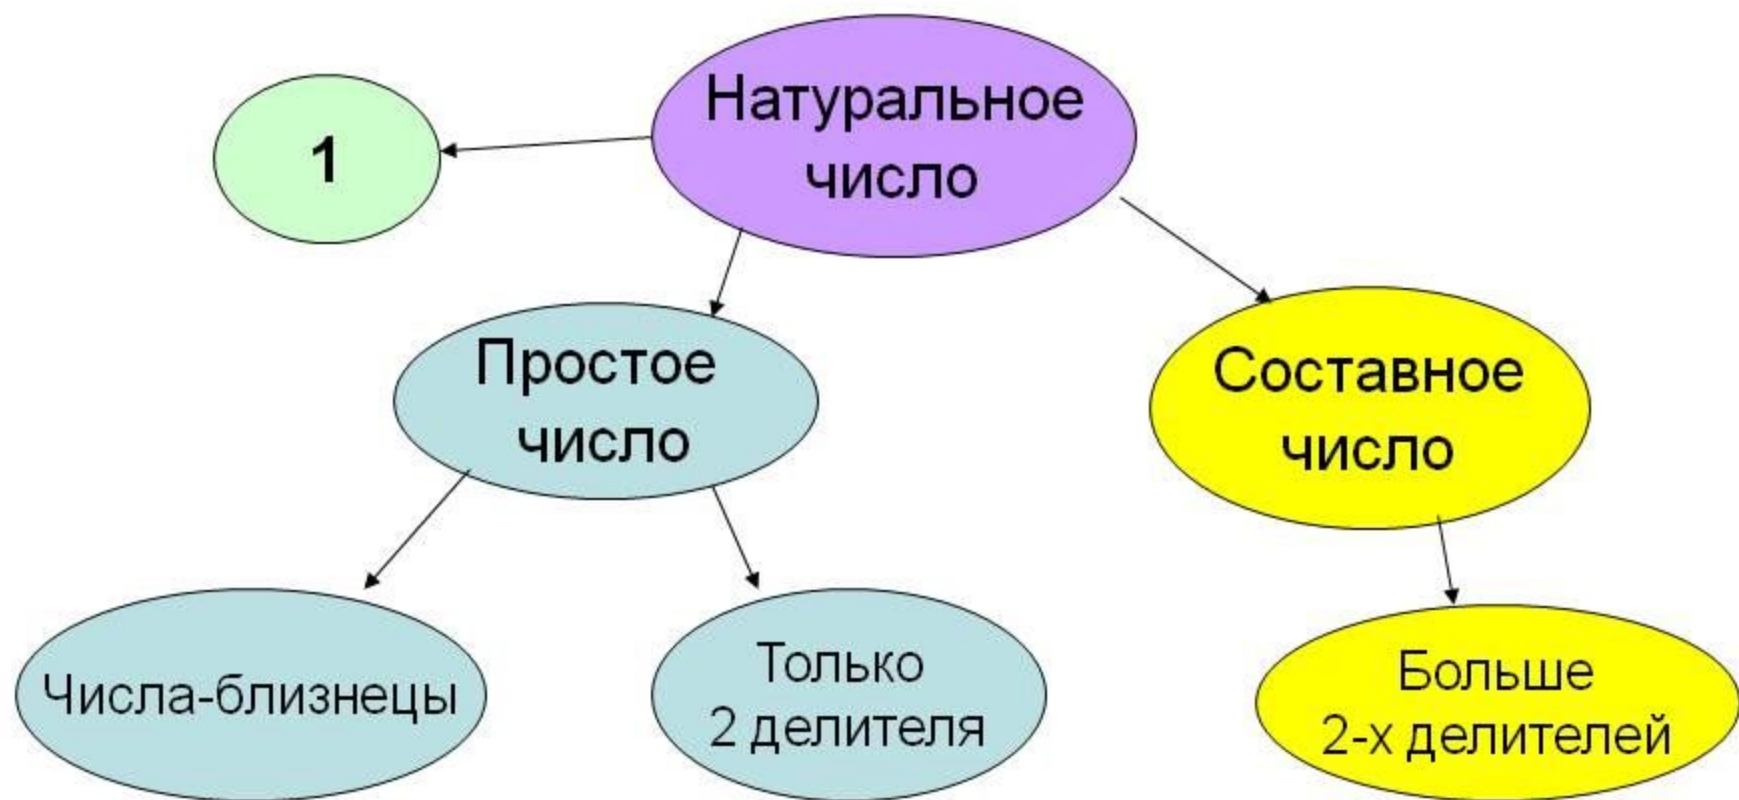 Натуральное
число
1
Простое
число
Составное
число
Числа-близнецы
Только
2 делителя
Больше
2-х делителей